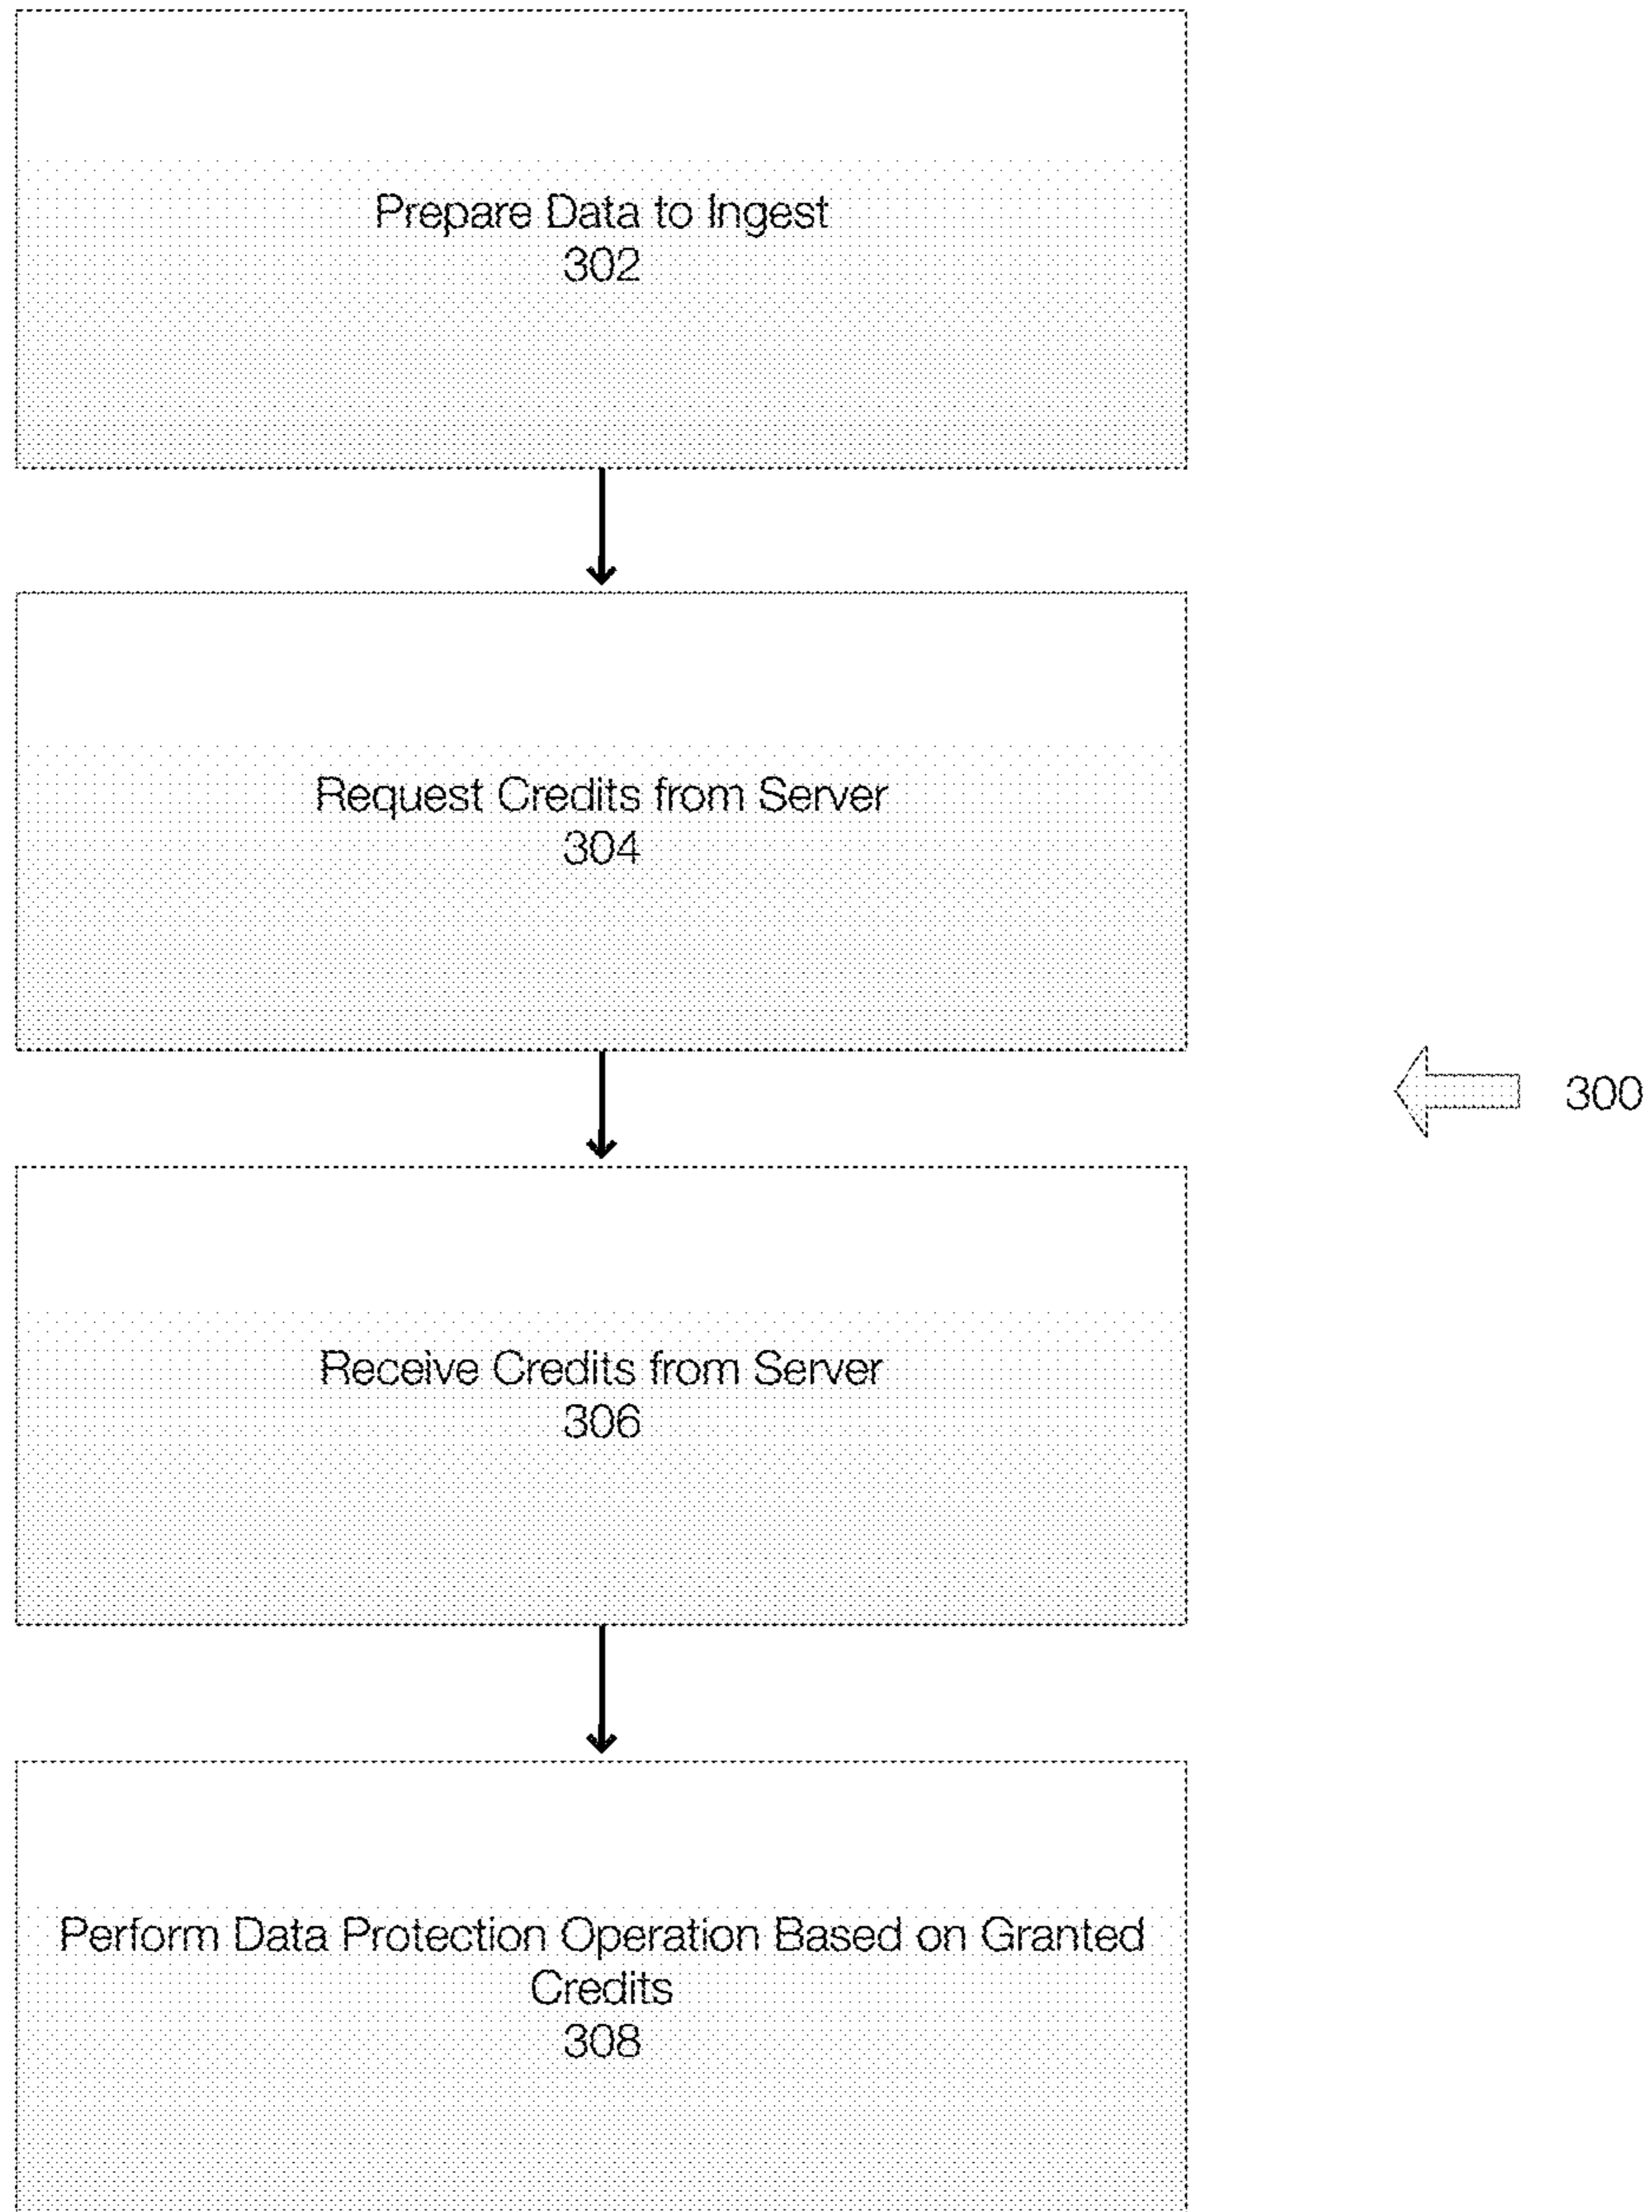 Prepare Data to Ingest
302
Request Credits from Server
304
300
Receive Credits from Server
306
Perform Data Protection Operation Based on Granted
Credits
308